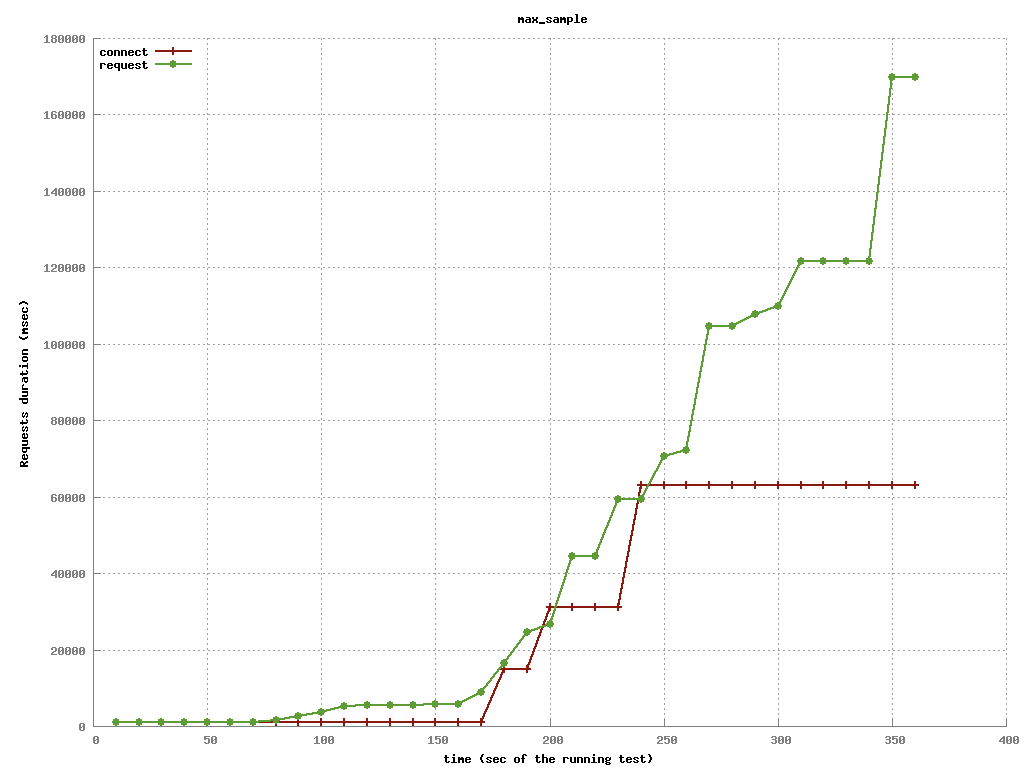 max_sample
connect
request
180000
160000
140000
120000
100000
80000
60000
40000
20000
0
Requests duration (msec)
0 50 100 150 200 250 300 350 400
time (sec of the running test)